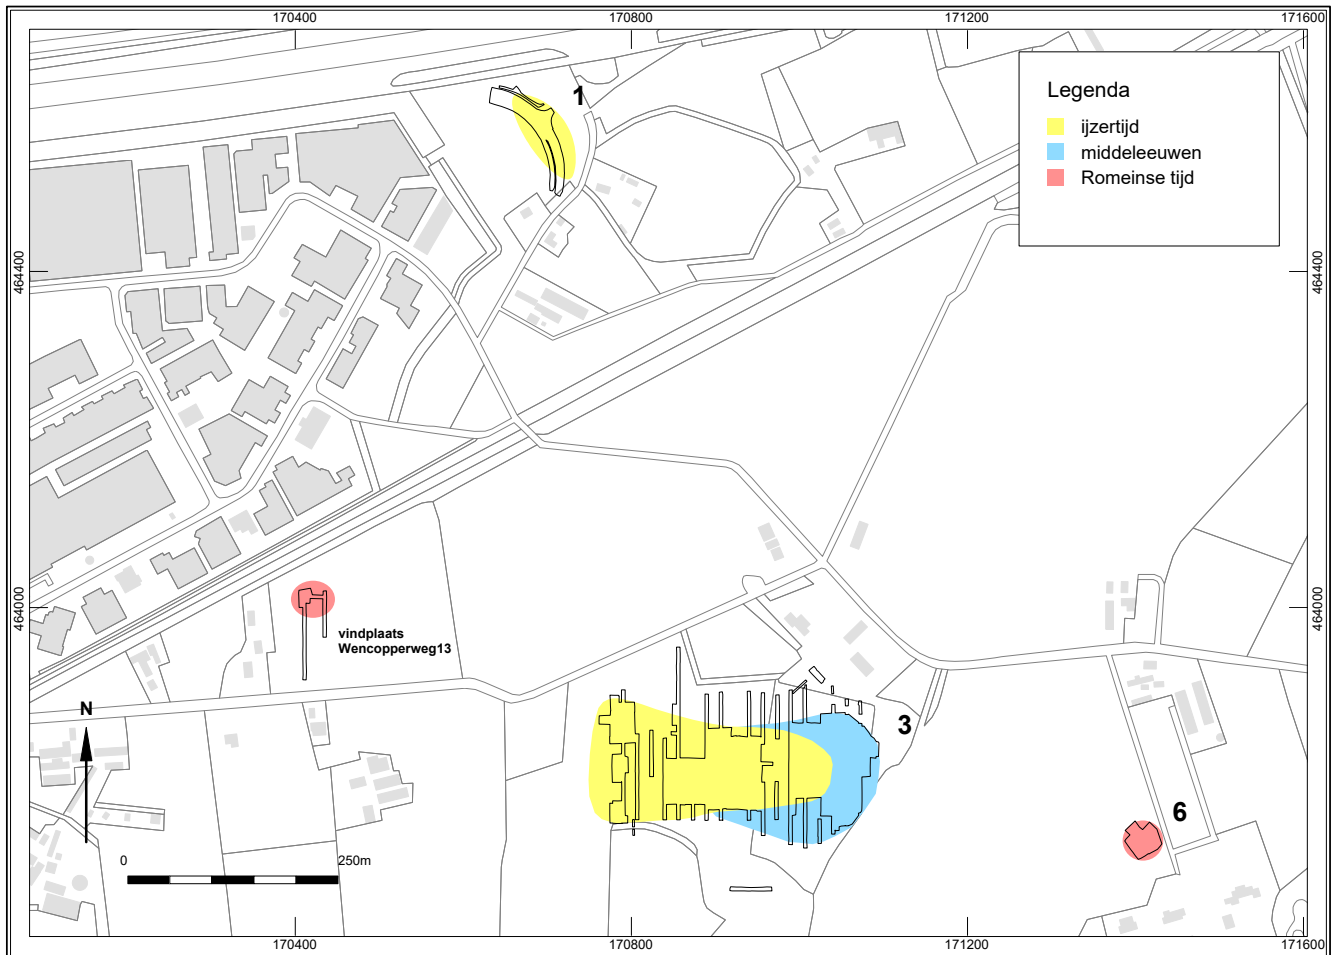 170400
170800
171200
171600
Legenda
ijzertijd
middeleeuwen
Romeinse tijd
1
464400
464400
464000
464000
vindplaats
Wencopperweg13
N
3
6
0
250m
170400
170800
171200
171600